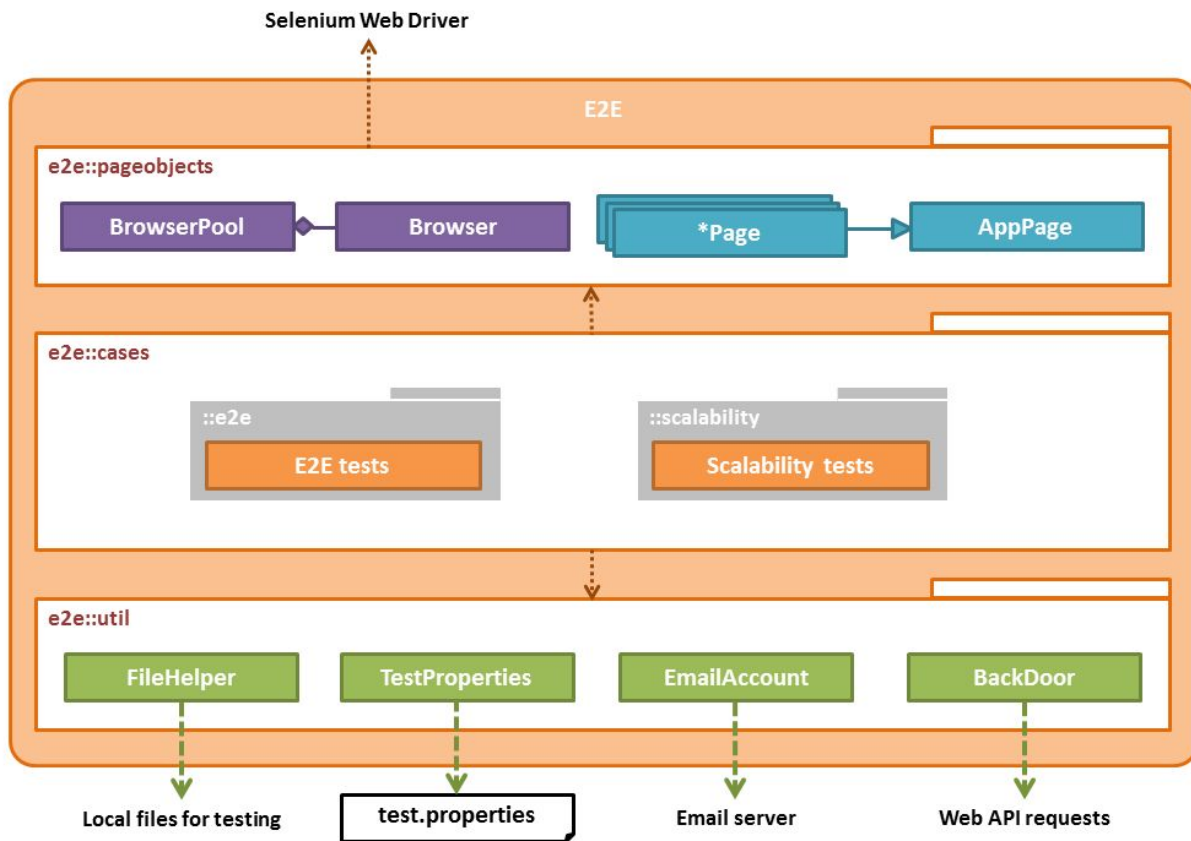 Selenium Web Driver
E2E
e2e::pageobjects
BrowserPool
Browser
*Page
AppPage
e2e::cases
::e2e
E2E tests
::scalability
Scalability tests
e2e::util
FileHelper
TestProperties
EmailAccount
BackDoor
Local files for testing
test.properties
Email server
Web API requests